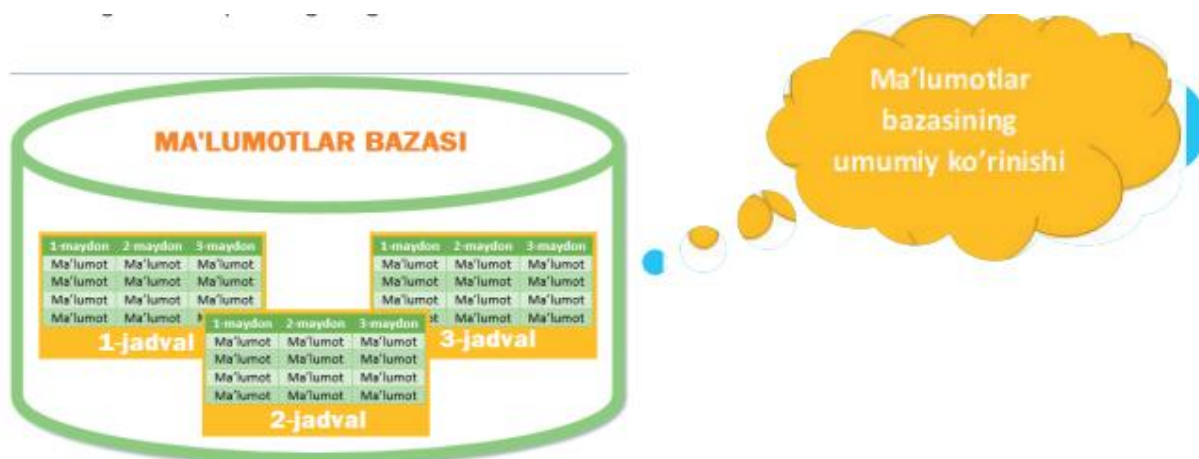 MA'LUMOTLAR BAZASI
Ma'lumotlar
bazasining
umumiy ko'rinishi
1-maydon 2-maydon 3-maydon
Ma'lumot Ma'lumot Ma'lumot
Ma'lumot Ma'lumot Ma'lumot
Ma'lumot Ma'lumot Ma'lumot
Ma'lumot Ma'lumot
1-jadval
1-maydon 2-maydon 3-maydon
Ma'lumot Ma'lumot Ma'lumot
Ma'lumot Ma'lumot Ma'lumot
Ma'lumot Ma'lumot Ma'lumot
Ma'lumot Ma'lumot
3-jadval
1-maydon 2-maydon 3-maydon
Ma'lumot Ma'lumot Ma'lumot
Ma'lumot Ma'lumot Ma'lumot
Ma'lumot Ma'lumot Ma'lumot
Ma'lumot Ma'lumot Ma'lumot
2-jadval